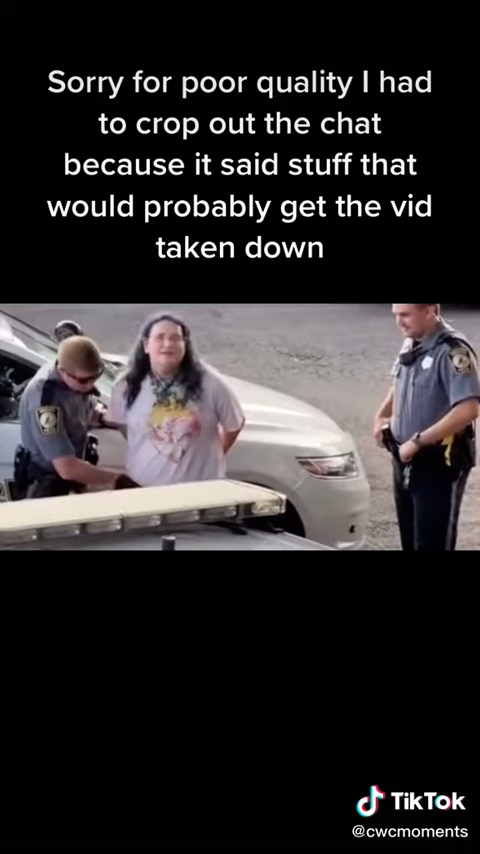 Sorry for poor quality I had
to crop out the chat
because it said stuff that
would probably get the vid
taken down
TikTok
@cwcmoments